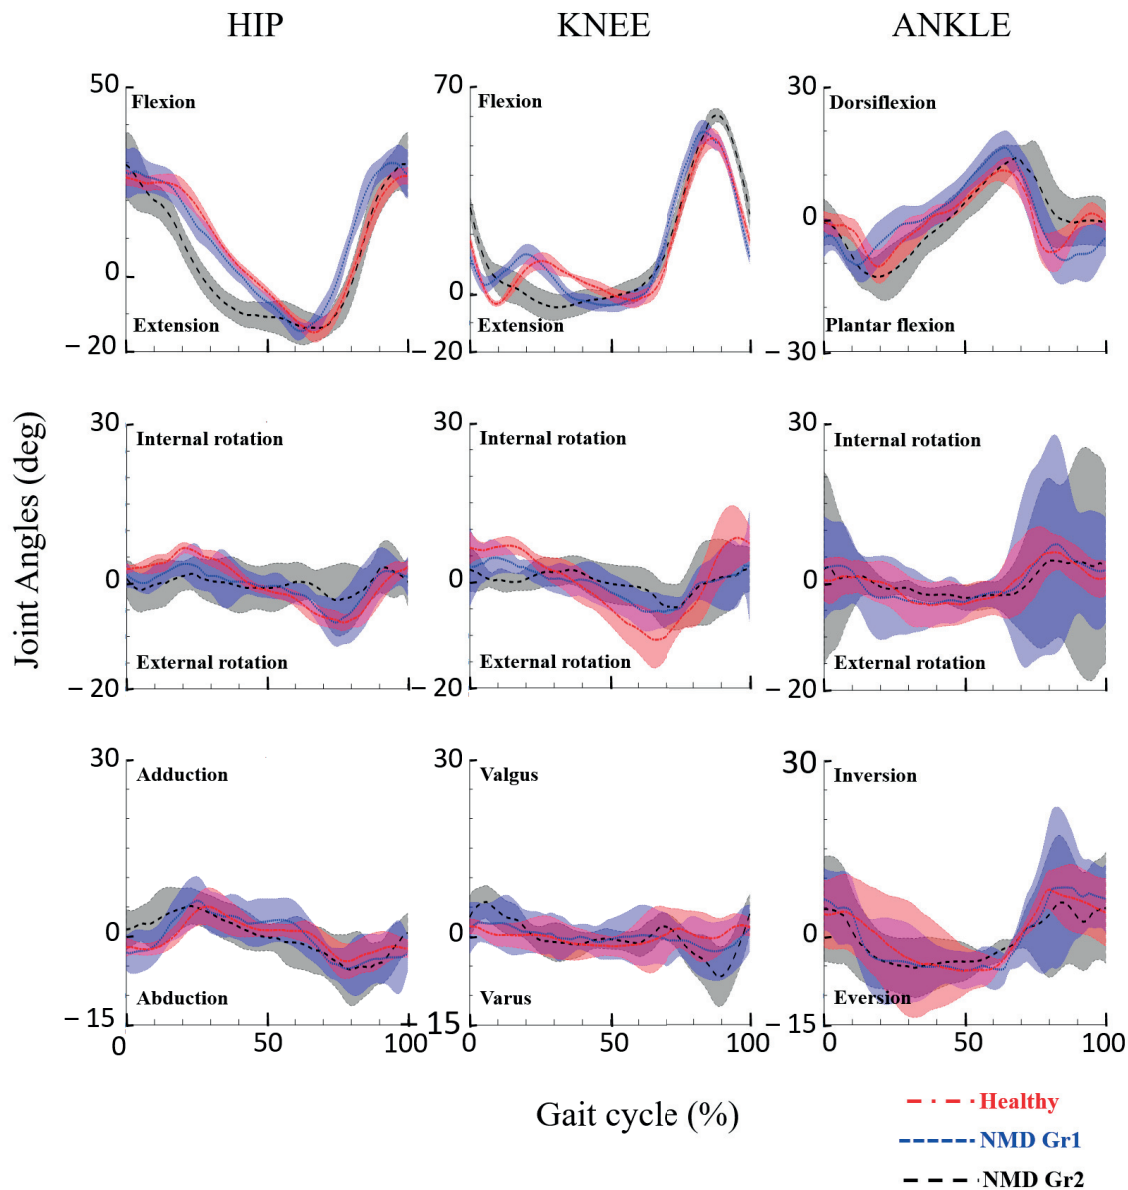 HIP KNEE ANKLE
50 70 30
Flexion Flexion Dorsiflexion
0 0 0
Extension Extension Plantar flexion
– 20 – 20 – 30
Joint Angles (deg)
30 30 30
Internal rotation Internal rotation Internal rotation
0 0 0
External rotation External rotation External rotation
– 20 – 20 – 20
30 30 30
Adduction Valgus Inversion
0 0 0
Abduction Varus Eversion
– 15 – 15 – 15
0 50 100 0 50 100 0 50 100
Gait cycle (%)
Healthy
NMD Gr1
NMD Gr2